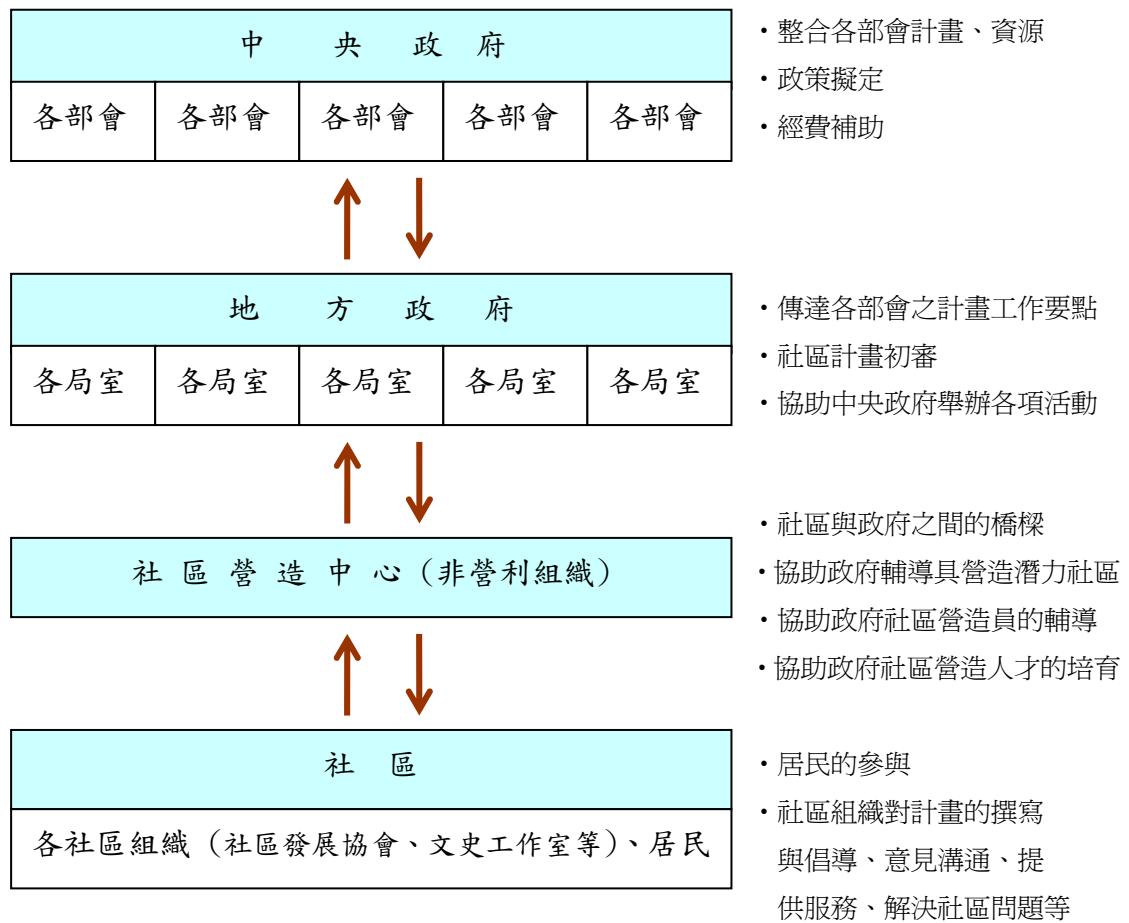 中央政府
各部會 各部會 各部會 各部會 各部會
・整合各部會計畫、資源
・政策擬定
・經費補助
地方政府
各局室 各局室 各局室 各局室 各局室
・傳達各部會之計畫工作要點
・社區計畫初審
・協助中央政府舉辦各項活動
社區營造中心(非營利組織)
・社區與政府之間的橋樑
・協助政府輔導具營造潛力社區
・協助政府社區營造員的輔導
・協助政府社區營造人才的培育
社區
各社區組織(社區發展協會、文史工作室等)、居民
・居民的參與
・社區組織對計畫的撰寫
與倡導、意見溝通、提
供服務、解決社區問題等